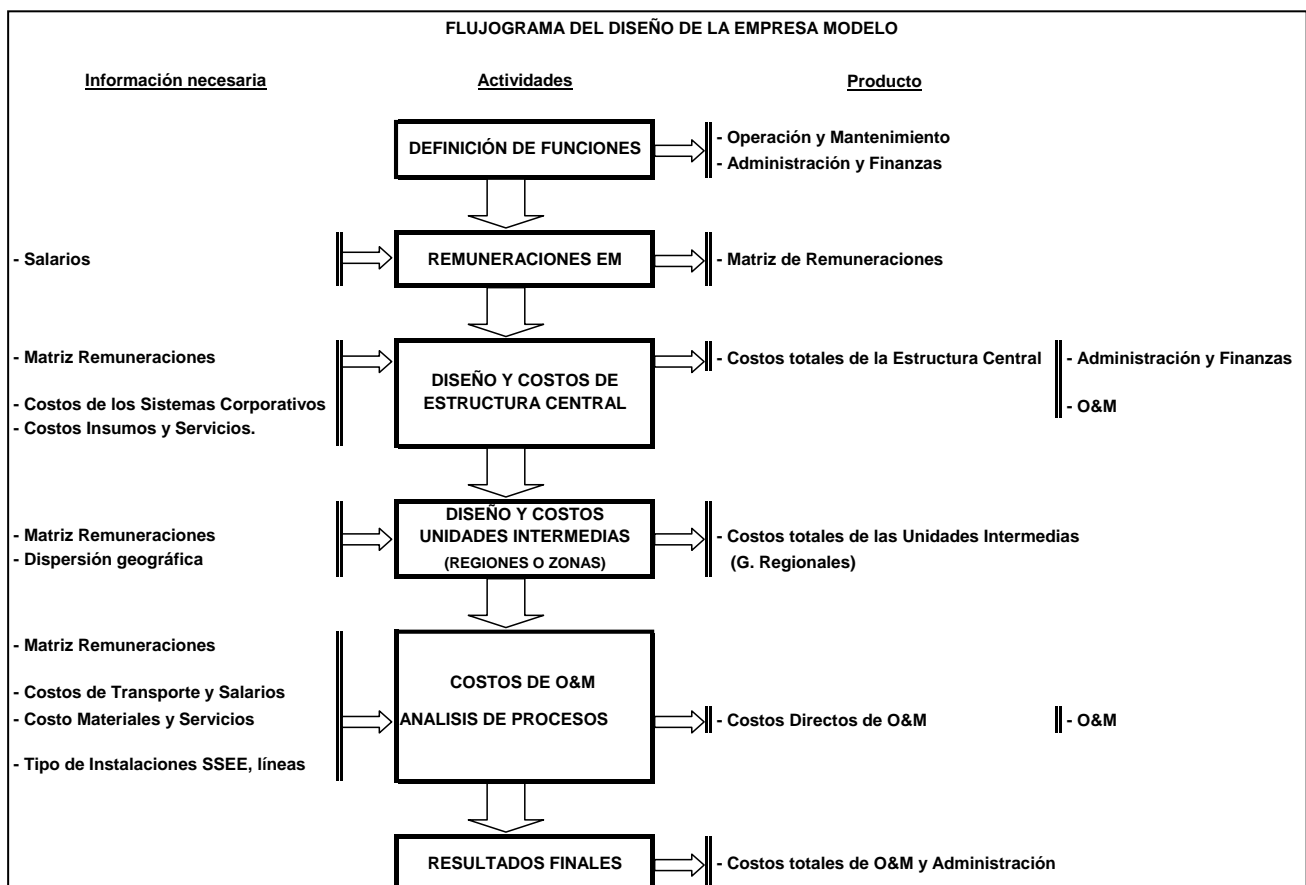 FLUJOGRAMA DEL DISEÑO DE LA EMPRESA MODELO
Información necesaria
Actividades
Producto
DEFINICIÓN DE FUNCIONES
- Operación y Mantenimiento
- Administración y Finanzas
- Salarios
REMUNERACIONES EM
- Matriz de Remuneraciones
- Matriz Remuneraciones
- Costos de los Sistemas Corporativos
- Costos Insumos y Servicios.
DISEÑO Y COSTOS DE
ESTRUCTURA CENTRAL
- Costos totales de la Estructura Central
- Administración y Finanzas
- O&M
- Matriz Remuneraciones
- Dispersión geográfica
DISEÑO Y COSTOS
UNIDADES INTERMEDIAS
(REGIONES O ZONAS)
- Costos totales de las Unidades Intermedias
(G. Regionales)
- Matriz Remuneraciones
- Costos de Transporte y Salarios
- Costo Materiales y Servicios
- Tipo de Instalaciones SSEE, líneas
COSTOS DE O&M
ANALISIS DE PROCESOS
- Costos Directos de O&M
- O&M
RESULTADOS FINALES
- Costos totales de O&M y Administración